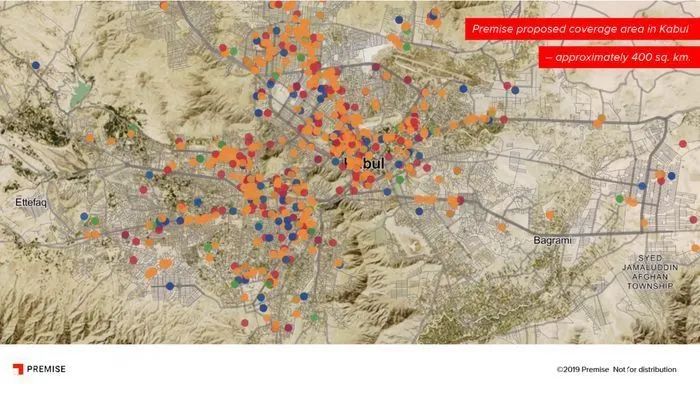 Premise proposed coverage area in Kabul
– approximately 400 sq. km.
Kabul
Ettefaq
Bagrami
SYED
JAMALUDDIN
AFGHAN
TOWNSHIP
PREMISE
©2019 Premise Not for distribution